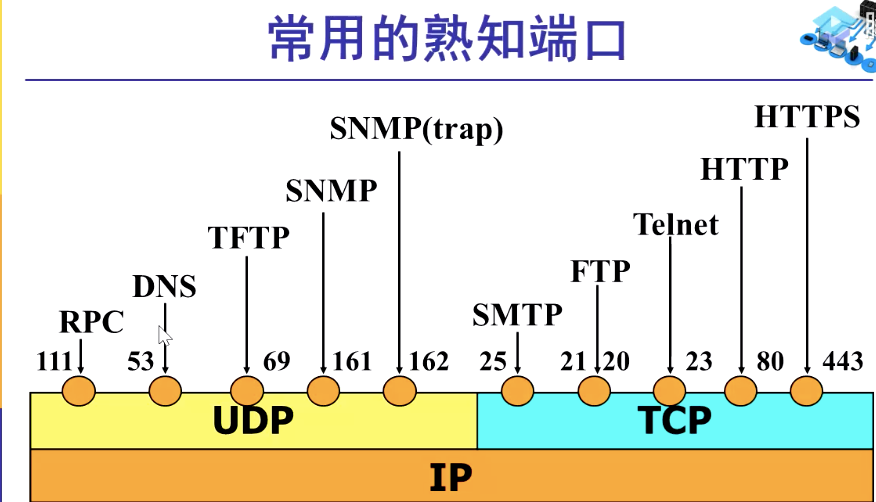 常用的熟知端口
HTTPS
SNMP(trap)
HTTP
SNMP
Telnet
TFTP
FTP
DNS
SMTP
RPC
111 53 69 161 162 25 21 20 23 80 443
UDP TCP
IP